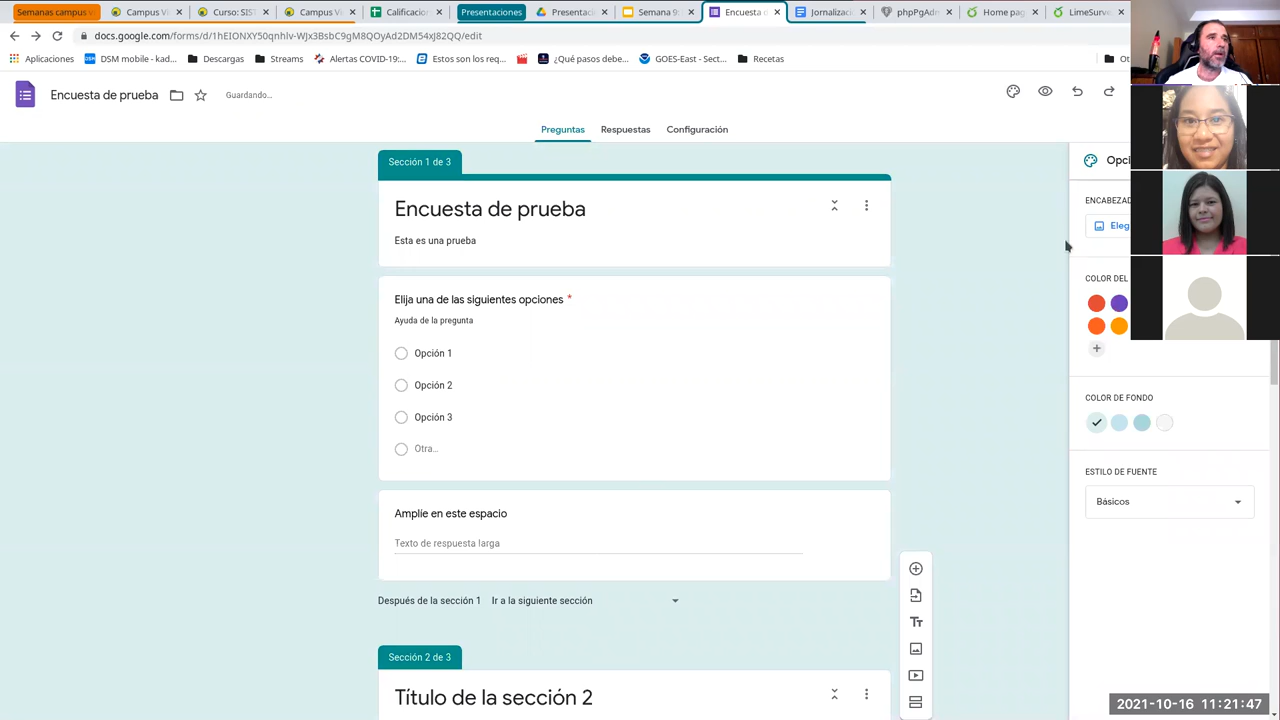 Semanas campus vi
Campus Vi
Curso: SIS
Campus Vi
Calificacion
Presentaciones
Presentaci
Semana 9:
Encuesta d
Jornalizaci
phpPgAdm
Home pag
LimeSurve
docs.google.com/forms/d/1hEIONXY50qnhlv-WJx3BsbC9gM8QOyAd2DM54xJ82QQ/edit
Aplicaciones
DSM mobile - kad...
Descargas
Streams
Alertas COVID-19:...
Estos son los req...
¿Qué pasos debe...
GOES-East - Sect...
Recetas
Ot
Encuesta de prueba
Guardando...
Preguntas
Respuestas
Configuración
Sección 1 de 3
Encuesta de prueba
Esta es una prueba
Elija una de las siguientes opciones *
Ayuda de la pregunta
Opción 1
Opción 2
Opción 3
Otra...
Amplíe en este espacio
Texto de respuesta larga
Después de la sección 1 Ir a la siguiente sección
Sección 2 de 3
Título de la sección 2
Opci
ENCABEZAD
Eleg
COLOR DEL
COLOR DE FONDO
ESTILO DE FUENTE
Básicos
2021-10-16 11:21:47